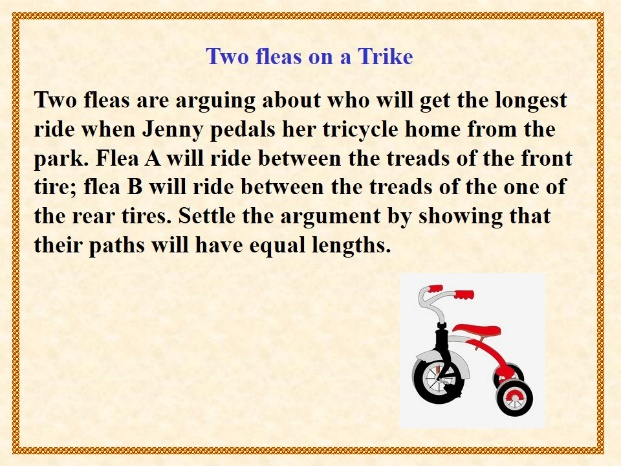 Two fleas on a Trike
Two fleas are arguing about who will get the longest
ride when Jenny pedals her tricycle home from the
park. Flea A will ride between the treads of the front
tire; flea B will ride between the treads of the one of
the rear tires. Settle the argument by showing that
their paths will have equal lengths.